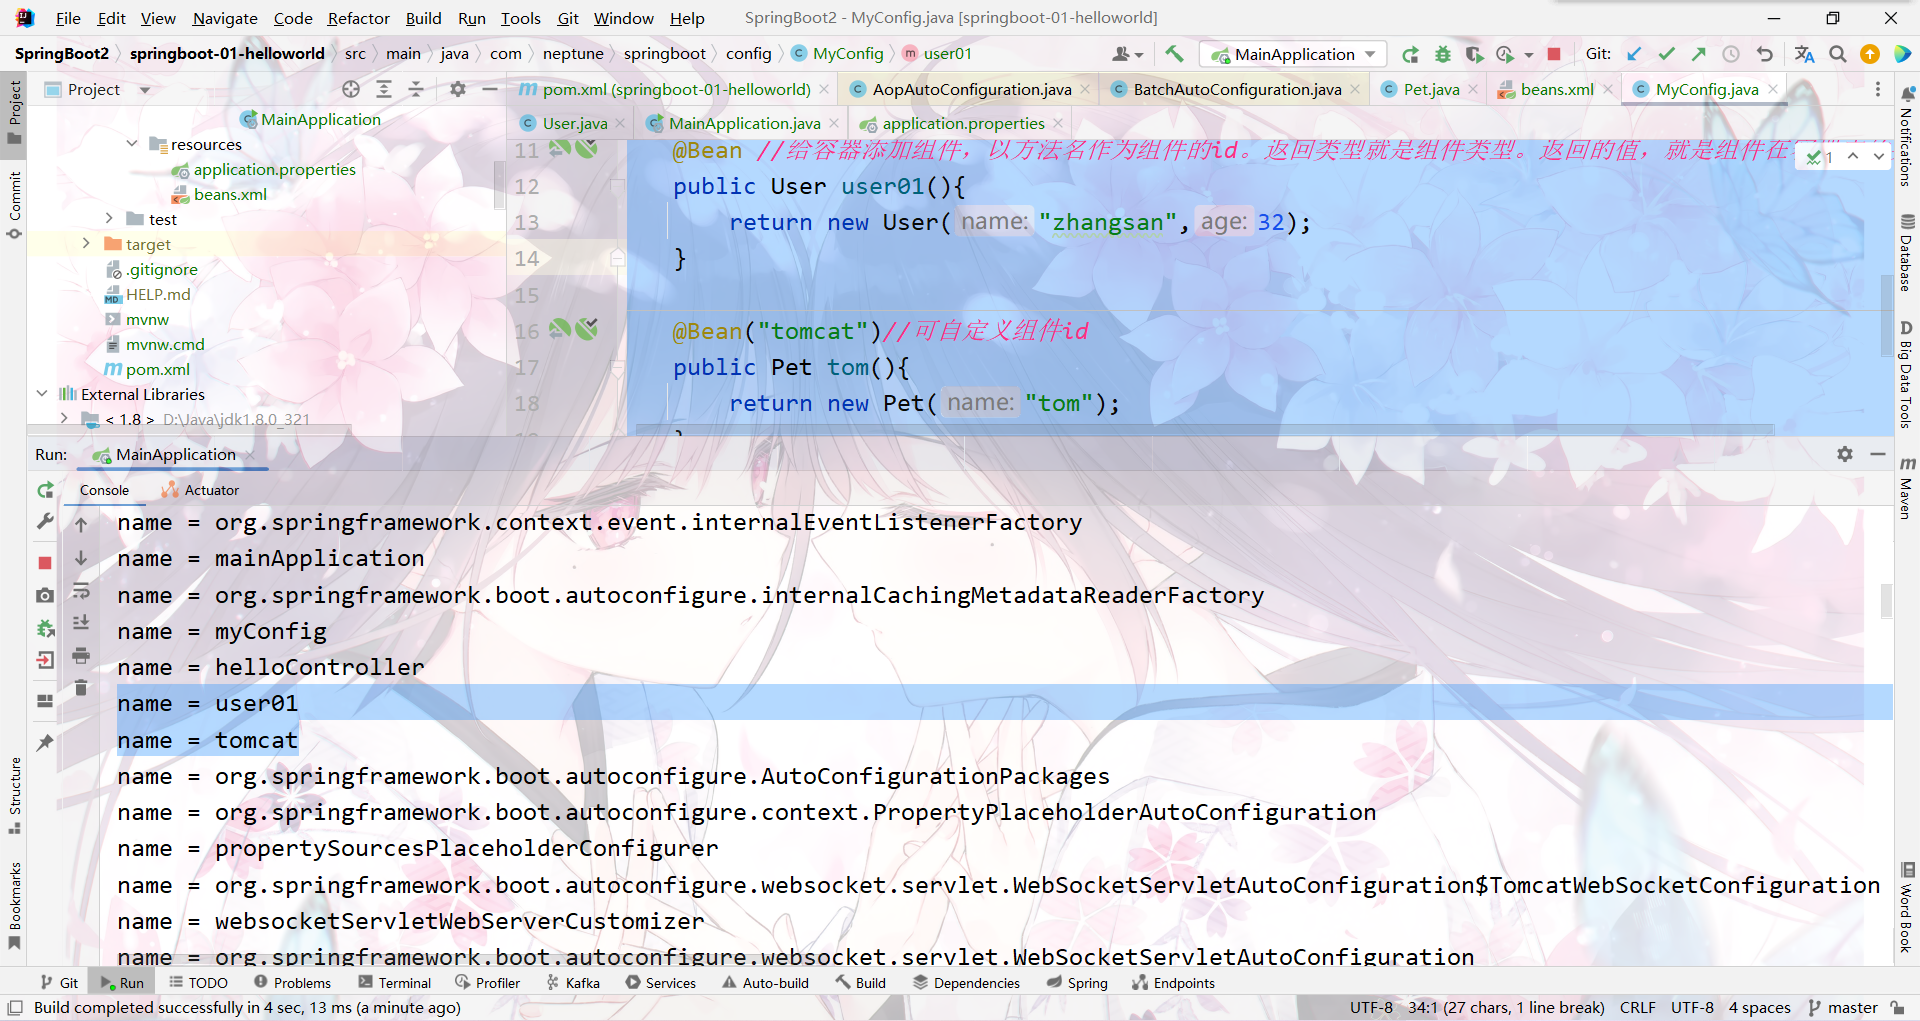 File Edit View Navigate Code Refactor Build Run Tools Git Window Help SpringBoot2 - MyConfig.java [springboot-01-helloworld]
SpringBoot2 springboot-01-helloworld src main java com neptune springboot config MyConfig user01 MainApplication Git:
Project pom.xml (springboot-01-helloworld) AopAutoConfiguration.java BatchAutoConfiguration.java Pet.java beans.xml MyConfig.java
User.java MainApplication.java application.properties
MainApplication
resources
application.properties
beans.xml
test
target
.gitignore
HELP.md
mvnw
mvnw.cmd
pom.xml
External Libraries
< 1.8 > D:\Java\jdk1.8.0_321
11 @Bean //给容器添加组件，以方法名作为组件的id。返回类型就是组件类型。返回的值，就是组件在 1
12 public User user01(){
13 return new User( name: "zhangsan", age: 32);
14 }
15
16 @Bean("tomcat")//可自定义组件id
17 public Pet tom(){
18 return new Pet( name: "tom");
Run: MainApplication
Console Actuator
name = org.springframework.context.event.internalEventListenerFactory
name = mainApplication
name = org.springframework.boot.autoconfigure.internalCachingMetadataReaderFactory
name = myConfig
name = helloController
name = user01
name = tomcat
name = org.springframework.boot.autoconfigure.AutoConfigurationPackages
name = org.springframework.boot.autoconfigure.context.PropertyPlaceholderAutoConfiguration
name = propertySourcesPlaceholderConfigurer
name = org.springframework.boot.autoconfigure.websocket.servlet.WebSocketServletAutoConfiguration$TomcatWebSocketConfiguration
name = websocketServletWebServerCustomizer
name = org.springframework.boot.autoconfigure.websocket.servlet.WebSocketServletAutoConfiguration
Project
Commit
Structure
Bookmarks
Notifications
Database
D Big Data Tools
Maven
Word Book
Git Run TODO Problems Terminal Profiler Kafka Services Auto-build Build Dependencies Spring Endpoints
Build completed successfully in 4 sec, 13 ms (a minute ago) UTF-8 34:1 (27 chars, 1 line break) CRLF UTF-8 4 spaces master